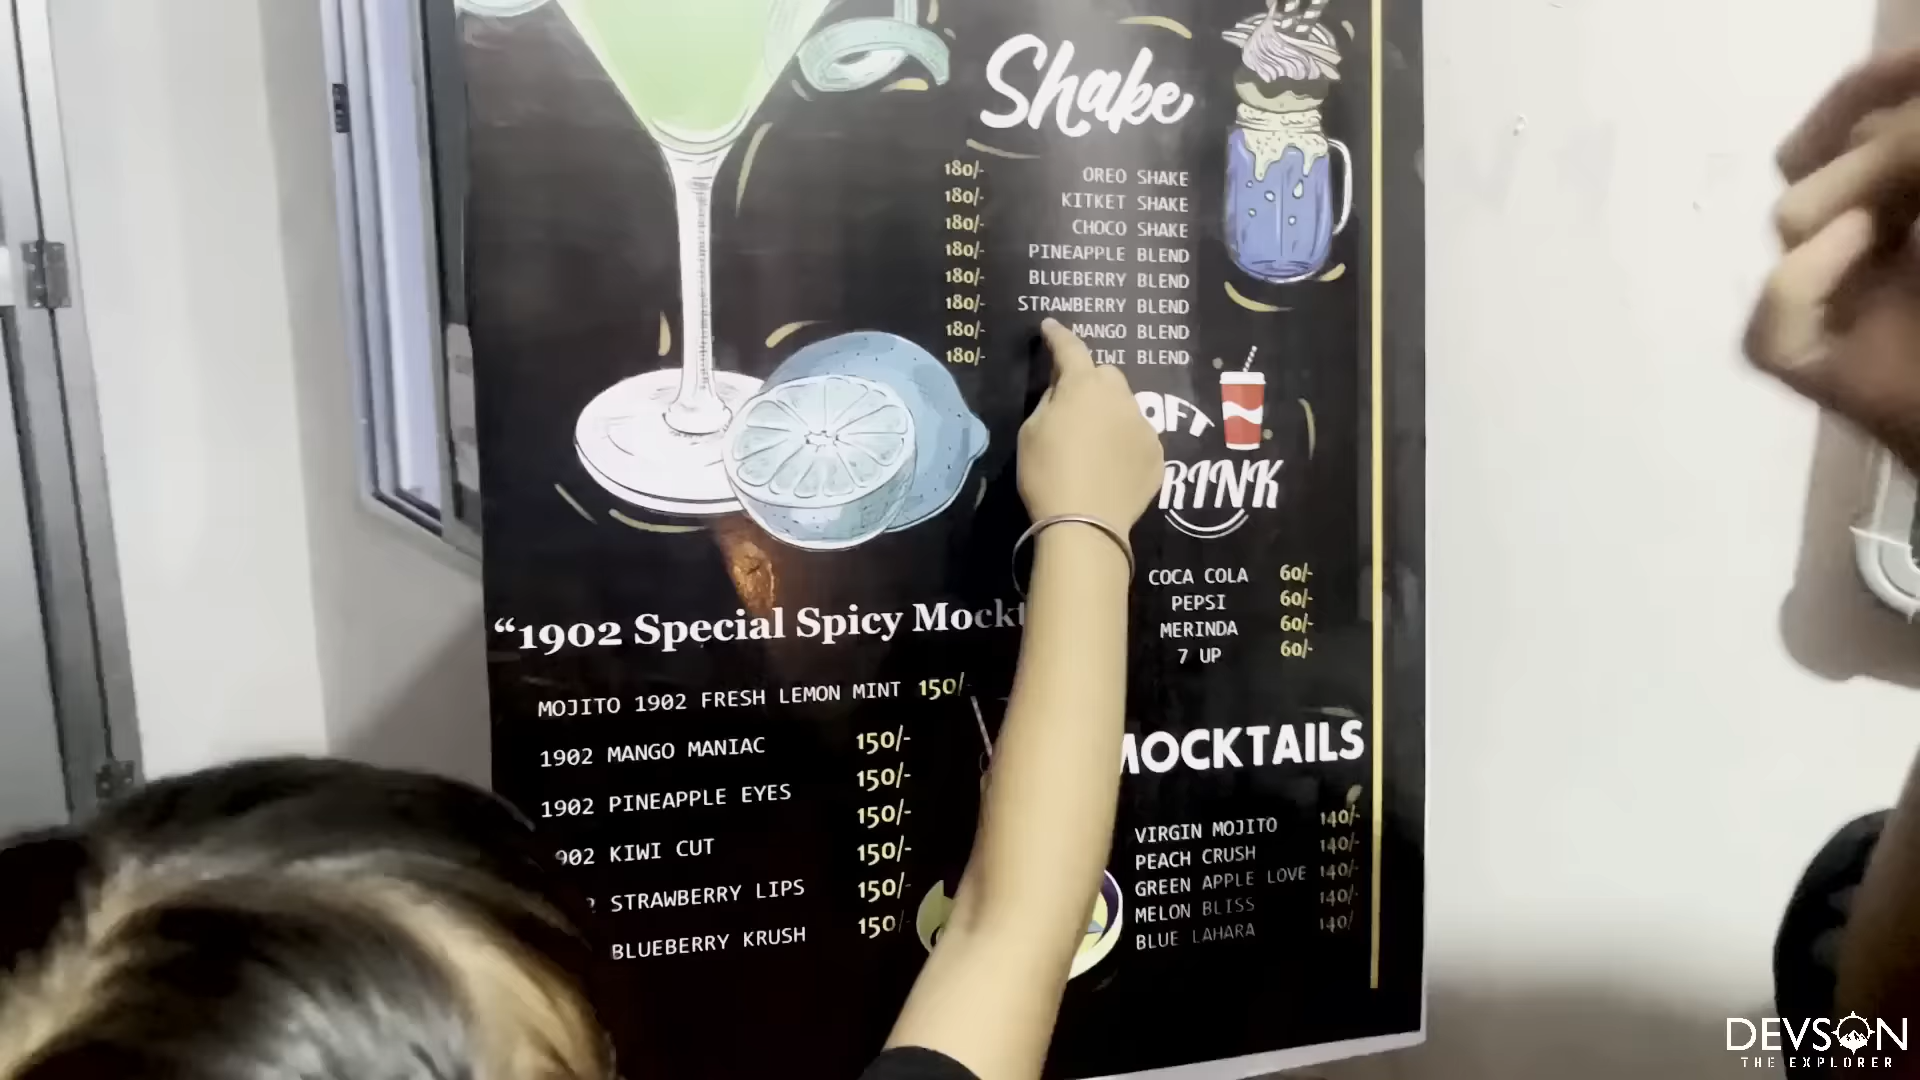 Shake
180/- OREO SHAKE
180/- KITKET SHAKE
180/- CHOCO SHAKE
180/- PINEAPPLE BLEND
180/- BLUEBERRY BLEND
180/- STRAWBERRY BLEND
180/- MANGO BLEND
180/- KIWI BLEND
RINK
COCA COLA 60/-
PEPSI 60/-
MERINDA 60/-
7 UP 60/-
“1902 Special Spicy Mockt
MOJITO 1902 FRESH LEMON MINT 150/-
1902 MANGO MANIAC 150/-
1902 PINEAPPLE EYES 150/-
902 KIWI CUT 150/-
STRAWBERRY LIPS 150/-
BLUEBERRY KRUSH 150/-
150/-
MOCKTAILS
VIRGIN MOJITO 140/-
PEACH CRUSH 140/-
GREEN APPLE LOVE 140/-
MELON BLISS 140/-
BLUE LAHARA 140/
DEVSON
THE EXPLORER